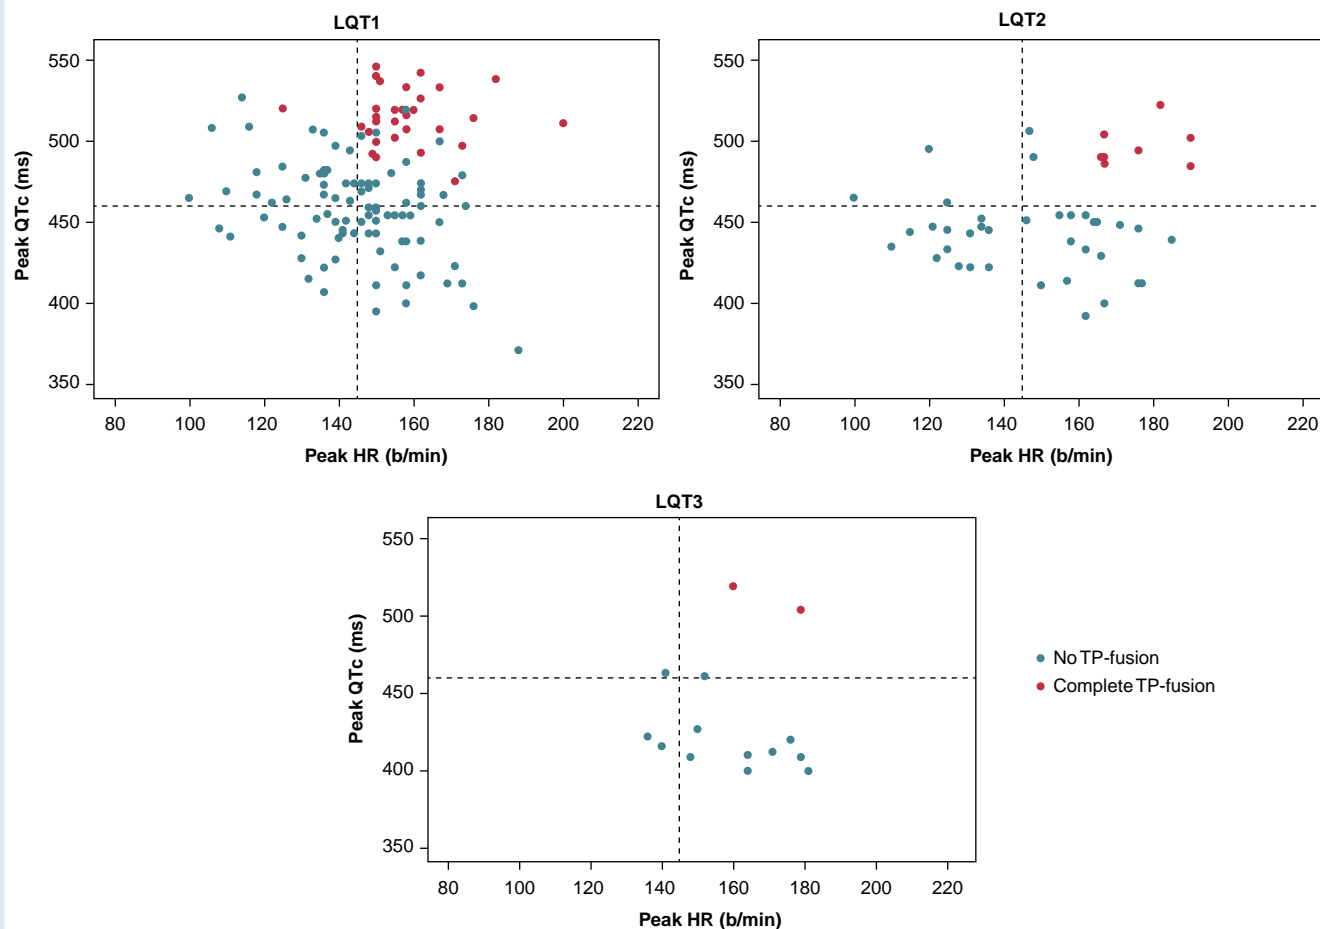 LQT1
550
500
450
400
350
Peak QTc (ms)
80 100 120 140 160 180 200 220
Peak HR (b/min)
LQT2
550
500
450
400
350
Peak QTc (ms)
80 100 120 140 160 180 200 220
Peak HR (b/min)
LQT3
550
500
450
400
350
Peak QTc (ms)
80 100 120 140 160 180 200 220
Peak HR (b/min)
No TP-fusion
Complete TP-fusion